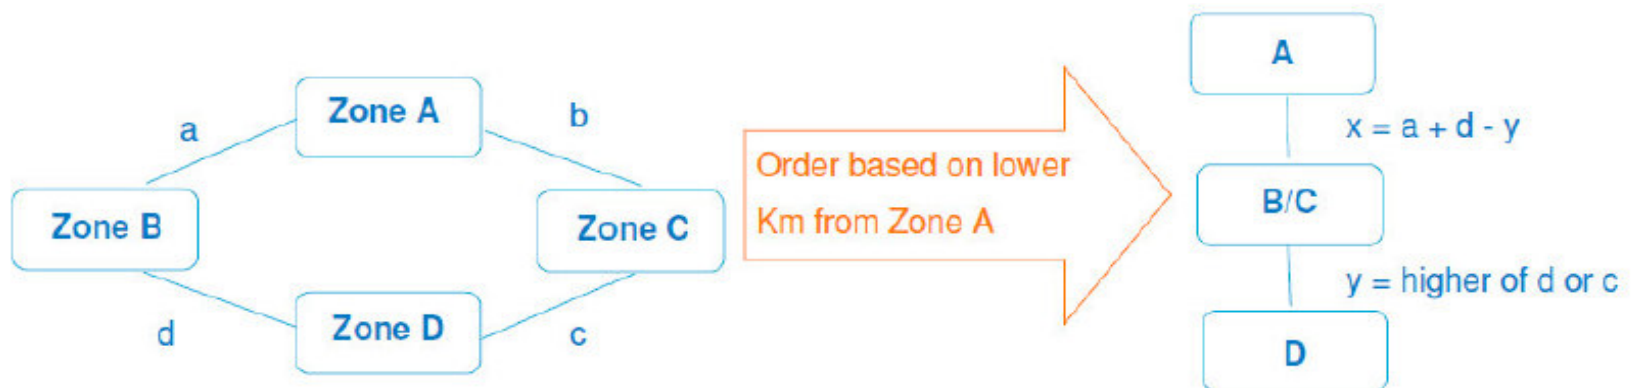 Zone A
a
b
Zone B
Zone C
d
Zone D
c
Order based on lower
Km from Zone A
A
x = a + d - y
B/C
y = higher of d or c
D